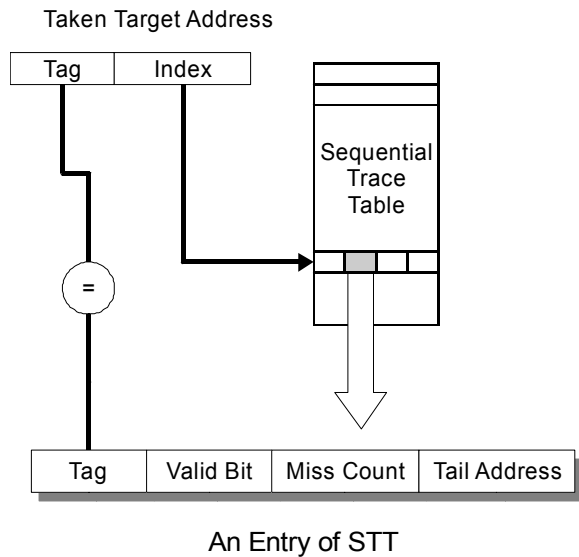 Taken Target Address
Tag Index
Sequential
Trace
Table
=
Tag Valid Bit Miss Count Tail Address
An Entry of STT